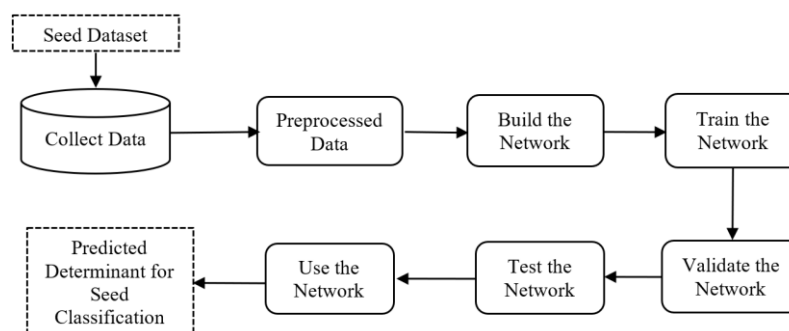 Seed Dataset
Collect Data
Preprocessed
Data
Build the
Network
Train the
Network
Validate the
Network
Test the
Network
Use the
Network
Predicted
Determinant for
Seed
Classification